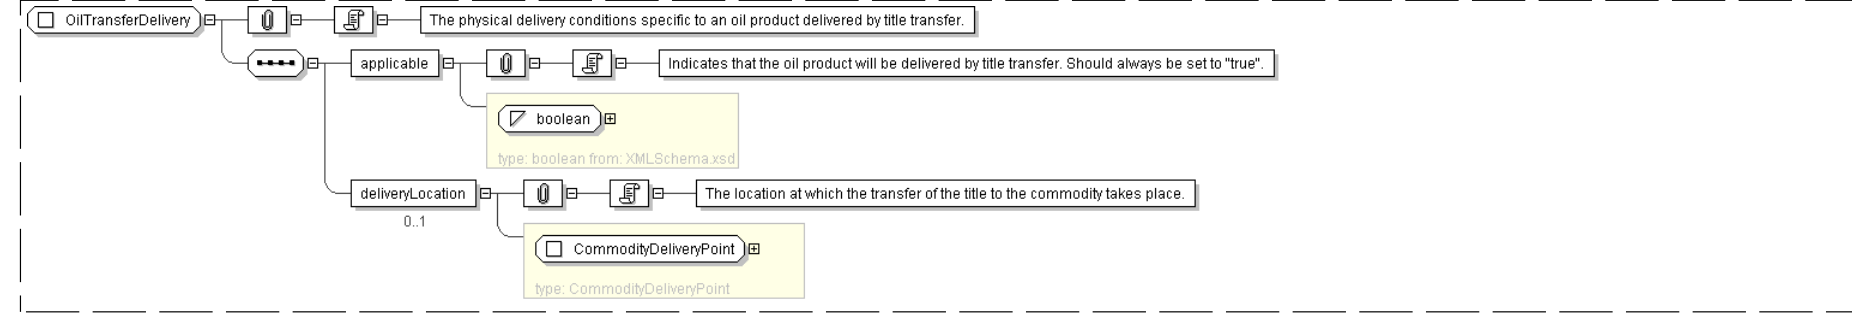 OilTransferDelivery
The physical delivery conditions specific to an oil product delivered by title transfer.
applicable
Indicates that the oil product will be delivered by title transfer. Should always be set to "true".
boolean
type: boolean from: XMLSchema.xsd
deliveryLocation
The location at which the transfer of the title to the commodity takes place.
0..1
CommodityDeliveryPoint
type: CommodityDeliveryPoint